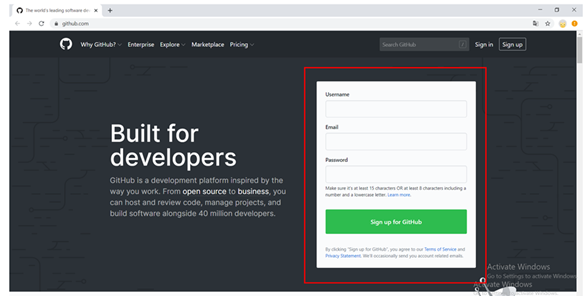 The world's leading software de
github.com
Why GitHub? Enterprise Explore Marketplace Pricing
Search GitHub /
Sign in Sign up
Built for
developers
GitHub is a development platform inspired by the
way you work. From open source to business, you
can host and review code, manage projects, and
build software alongside 40 million developers.
Username
Email
Password
Make sure it's at least 15 characters OR at least 8 characters including a
number and a lowercase letter. Learn more.
Sign up for GitHub
By clicking "Sign up for GitHub", you agree to our Terms of Service and
Privacy Statement. We'll occasionally send you account related emails.
Activate Windows
Go to Settings to activate Windows
Activate Windows